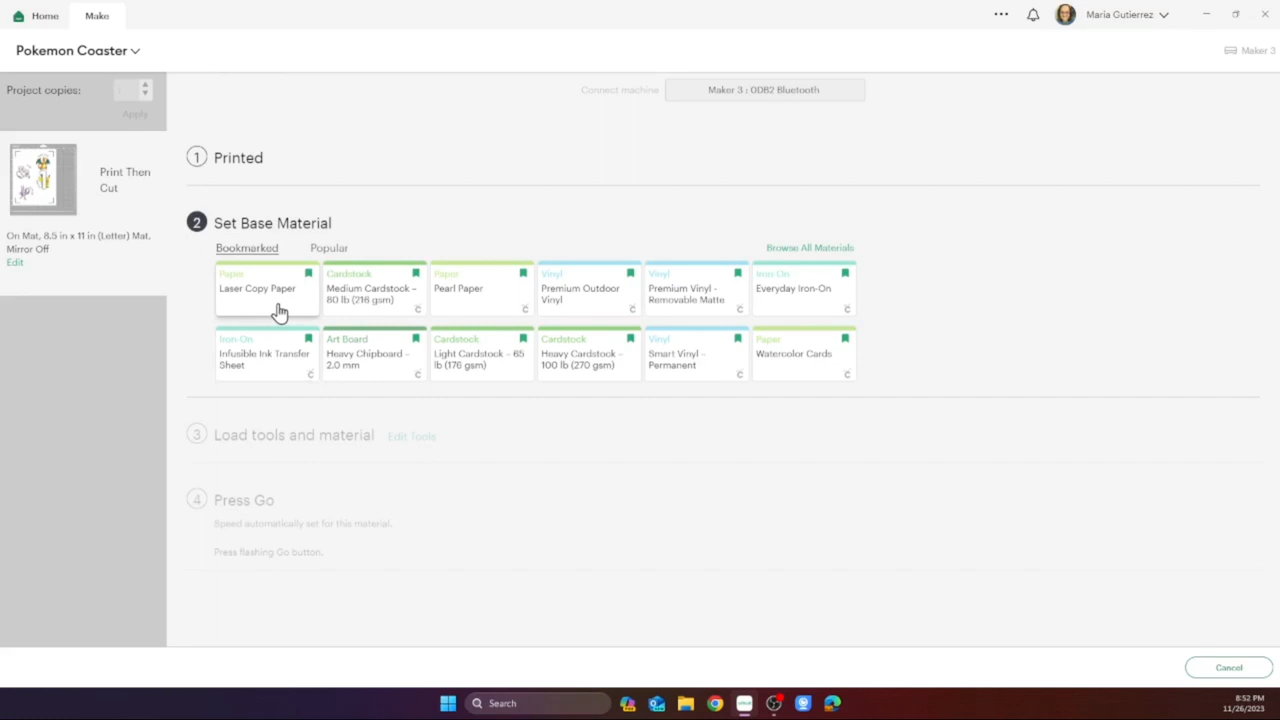 Home
Make
Maria Gutierrez
Pokemon Coaster
Maker 3
Project copies:
Connect machine
Maker 3 : ODB2 Bluetooth
Apply
1 Printed
Print Then
Cut
2 Set Base Material
On Mat, 8.5 in x 11 in (Letter) Mat,
Mirror Off
Edit
Bookmarked
Popular
Browse All Materials
Paper
Laser Copy Paper
Cardstock
Medium Cardstock –
80 lb (216 gsm)
Paper
Pearl Paper
Vinyl
Premium Outdoor
Vinyl
Vinyl
Premium Vinyl -
Removable Matte
Iron On
Everyday Iron-On
Iron-On
Infusible Ink Transfer
Sheet
Art Board
Heavy Chipboard -
2.0 mm
Cardstock
Light Cardstock - 65
lb (176 gsm)
Cardstock
Heavy Cardstock -
100 lb (270 gsm)
Vinyl
Smart Vinyl -
Permanent
Paper
Watercolor Cards
3 Load tools and material
Edit Tools
4 Press Go
Speed automatically set for this material.
Press flashing Go button.
Cancel
Search
cricut
8:52 PM
11/26/2023